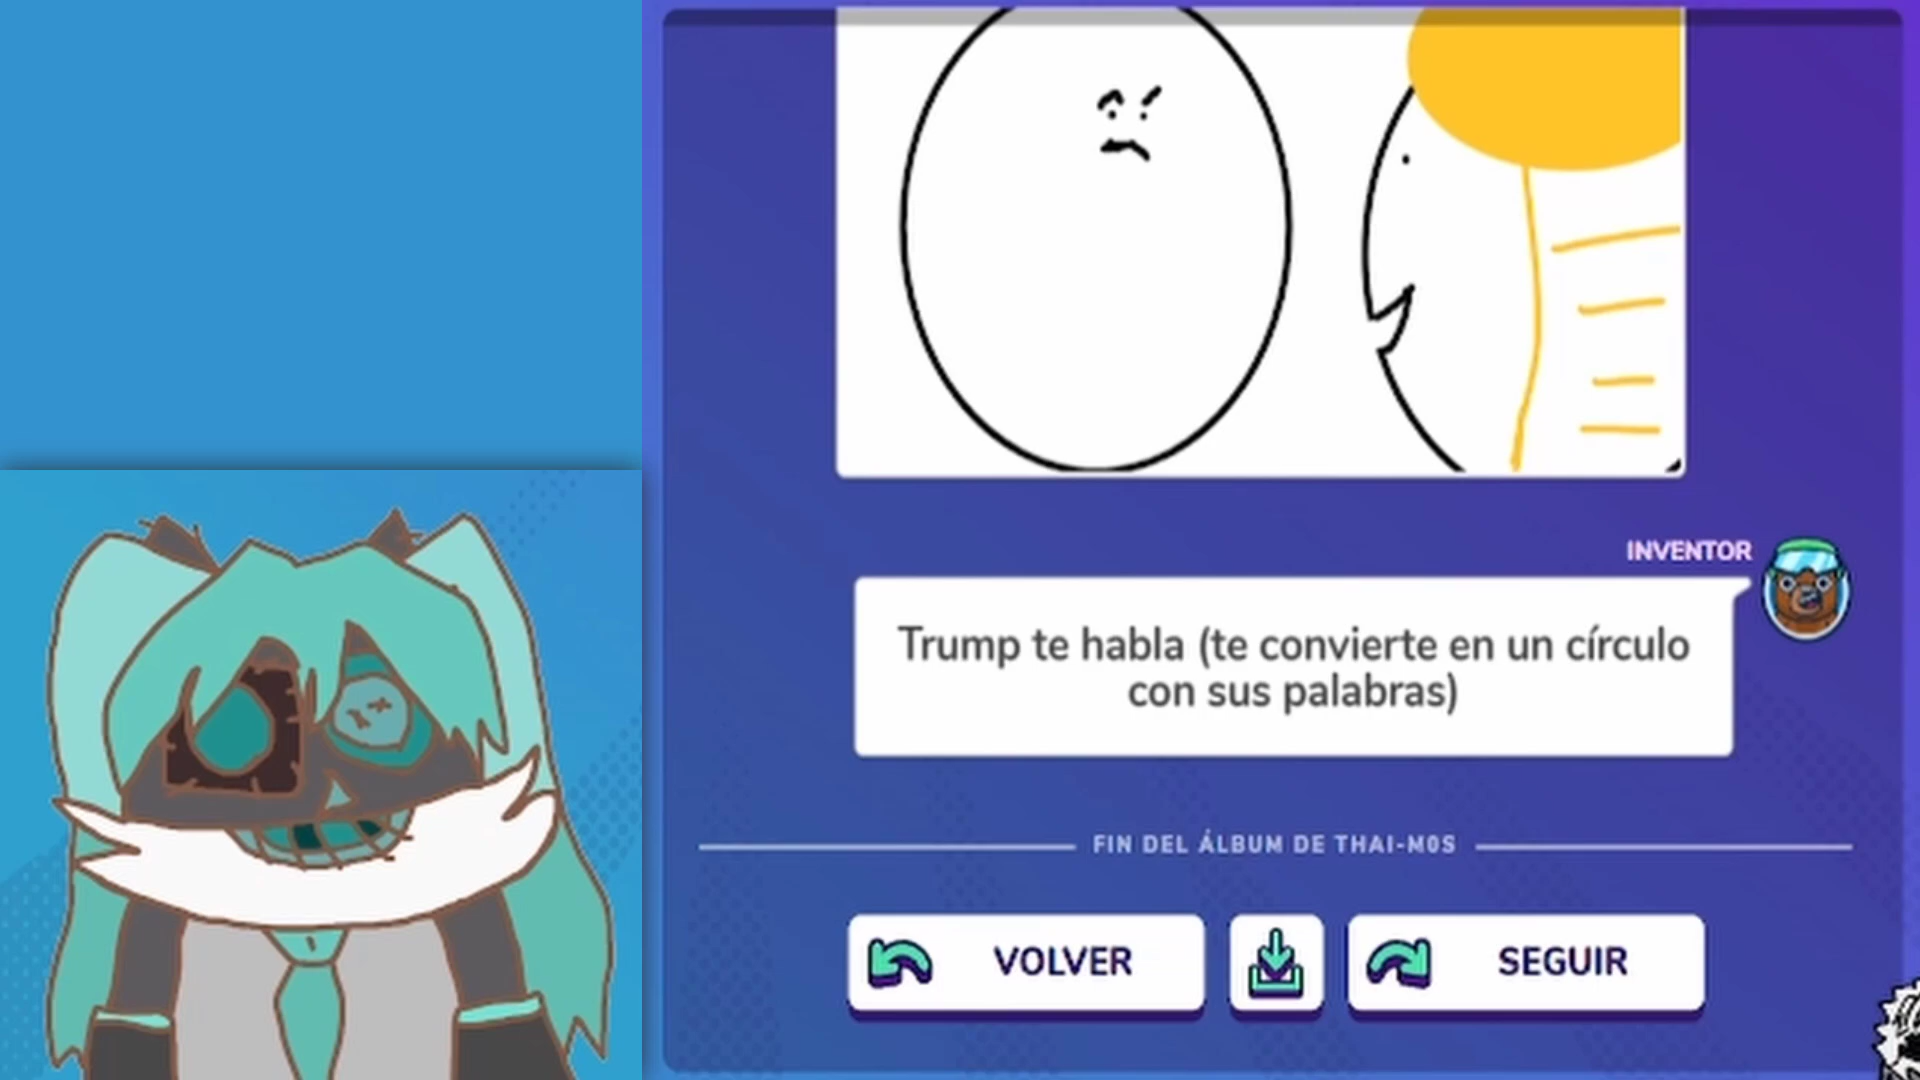 INVENTOR
Trump te habla (te convierte en un círculo
con sus palabras)
FIN DEL ÁLBUM DE THAI-M0S
VOLVER
SEGUIR